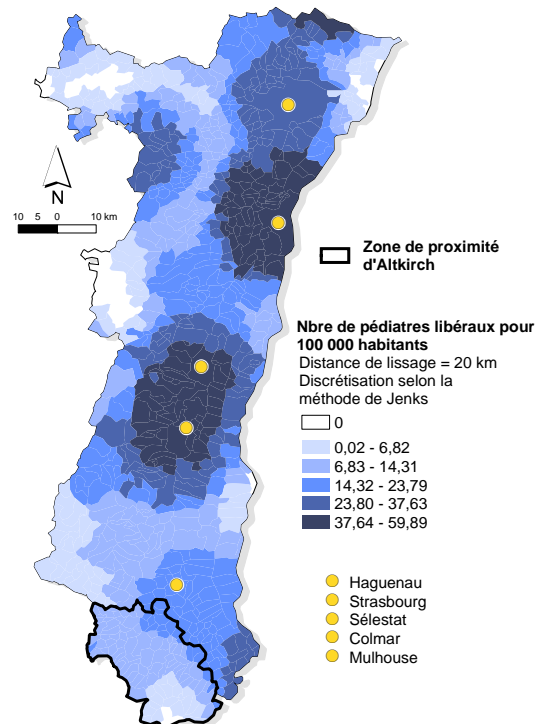 N
10 5 0 10 km
Zone de proximité
d'Altkirch
Nbre de pédiatres libéraux pour
100 000 habitants
Distance de lissage = 20 km
Discrétisation selon la
méthode de Jenks
0
0,02 - 6,82
6,83 - 14,31
14,32 - 23,79
23,80 - 37,63
37,64 - 59,89
Haguenau
Strasbourg
Sélestat
Colmar
Mulhouse